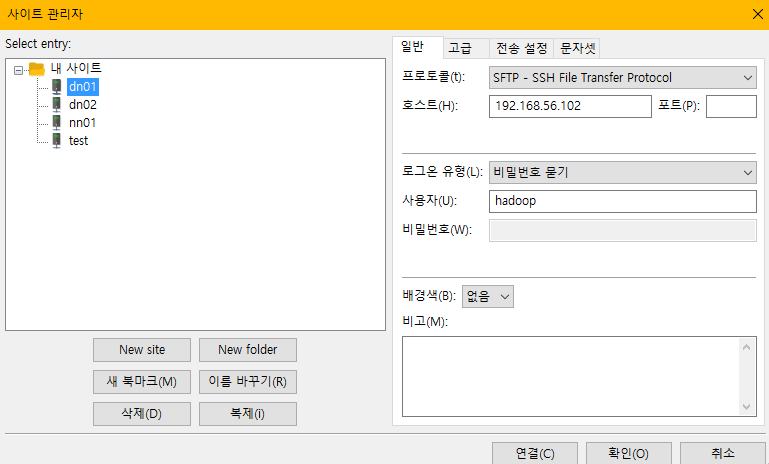 사이트 관리자
Select entry:
내 사이트
dn01
dn02
nn01
test
New site New folder
새 북마크(M) 이름 바꾸기(R)
삭제(D) 복제(i)
일반 고급 전송 설정 문자셋
프로토콜(t): SFTP - SSH File Transfer Protocol
호스트(H): 192.168.56.102 포트(P):
로그온 유형(L): 비밀번호 묻기
사용자(U): hadoop
비밀번호(W):
배경색(B): 없음
비고(M):
연결(C) 확인(O) 취소